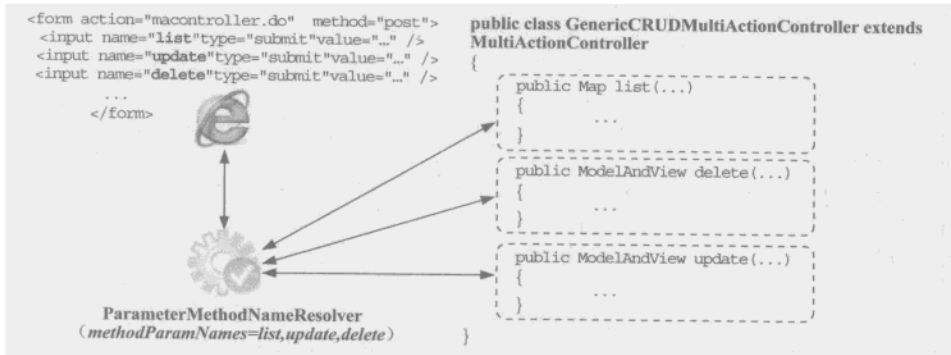 <form action="macontroller.do"  method="post">
<input name="list"type="submit"value="…" />
<input name="update"type="submit"value="…" />
<input name="delete"type="submit"value="…" />
...
</form>
ParameterMethodNameResolver
（methodParamNames=list,update,delete）
public class GenericCRUDMultiActionController extends
MultiActionController
{
public Map list(...)
{
...
}
public ModelAndView delete(...)
{
...
}
public ModelAndView update(...)
{
...
}
}